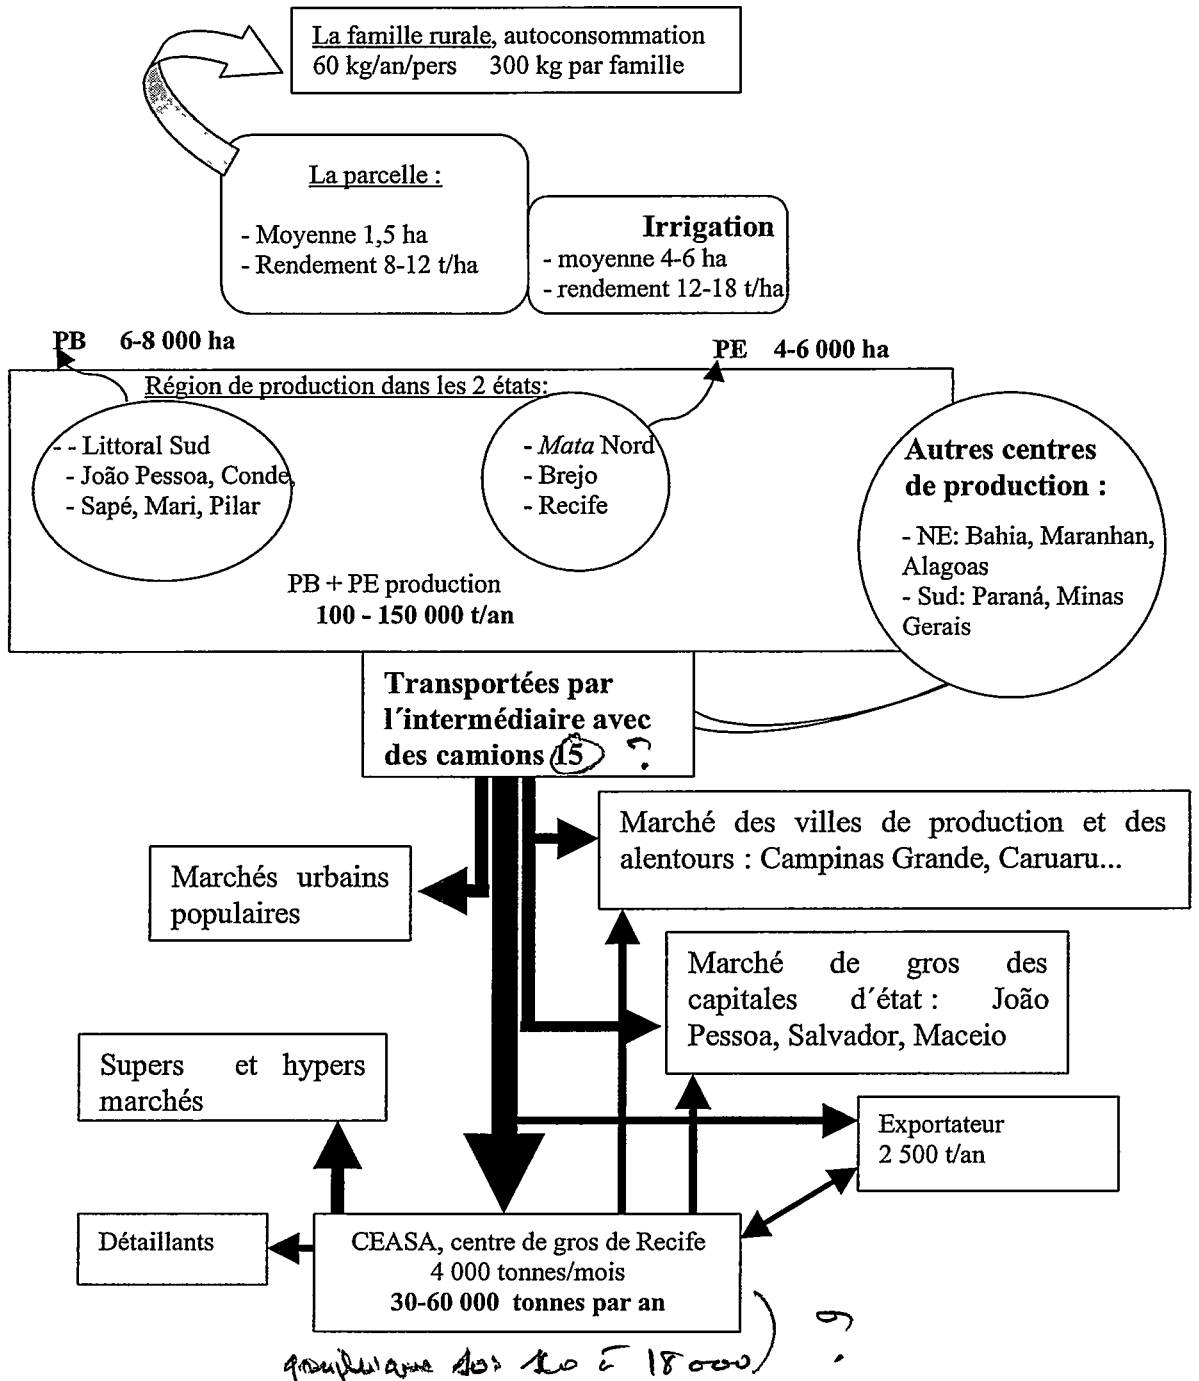 La famille rurale, autoconsommation
60 kg/an/pers 300 kg par famille
La parcelle :
- Moyenne 1,5 ha
- Rendement 8-12 t/ha
Irrigation
- moyenne 4-6 ha
- rendement 12-18 t/ha
PB 6-8 000 ha
PE 4-6 000 ha
Région de production dans les 2 états:
- - Littoral Sud
- João Pessoa, Conde,
- Sapé, Mari, Pilar
- Mata Nord
- Brejo
- Recife
Autres centres
de production :
- NE: Bahia, Maranhan,
Alagoas
- Sud: Paraná, Minas
Gerais
PB + PE production
100 - 150 000 t/an
Transportées par
l´intermédiaire avec
des camions 15 ?
Marché des villes de production et des
alentours : Campinas Grande, Caruaru...
Marchés urbains
populaires
Marché de gros des
capitales d´état : João
Pessoa, Salvador, Maceio
Supers et hypers
marchés
Exportateur
2 500 t/an
Détaillants
CEASA, centre de gros de Recife
4 000 tonnes/mois
30-60 000 tonnes par an
à 18 000 ?